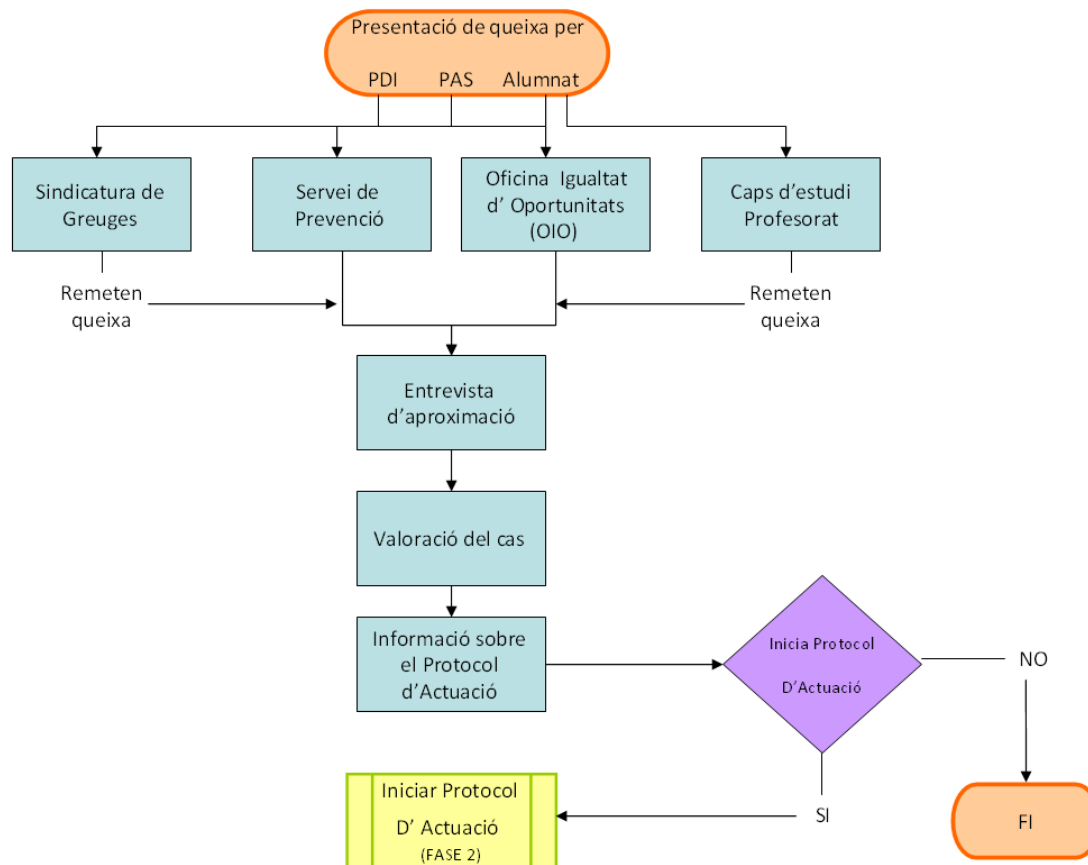 Presentació de queixa per
PDI PAS Alumnat
Sindicatura de
Greuges
Servei de
Prevenció
Oficina Igualtat
d' Oportunitats
(OIO)
Caps d'estudi
Profesorat
Remeten
queixa
Remeten
queixa
Entrevista
d'aproximació
Valoració del cas
Informació sobre
el Protocol
d'Actuació
Inicia Protocol
D'Actuació
NO
SI
Iniciar Protocol
D' Actuació
(FASE 2)
FI